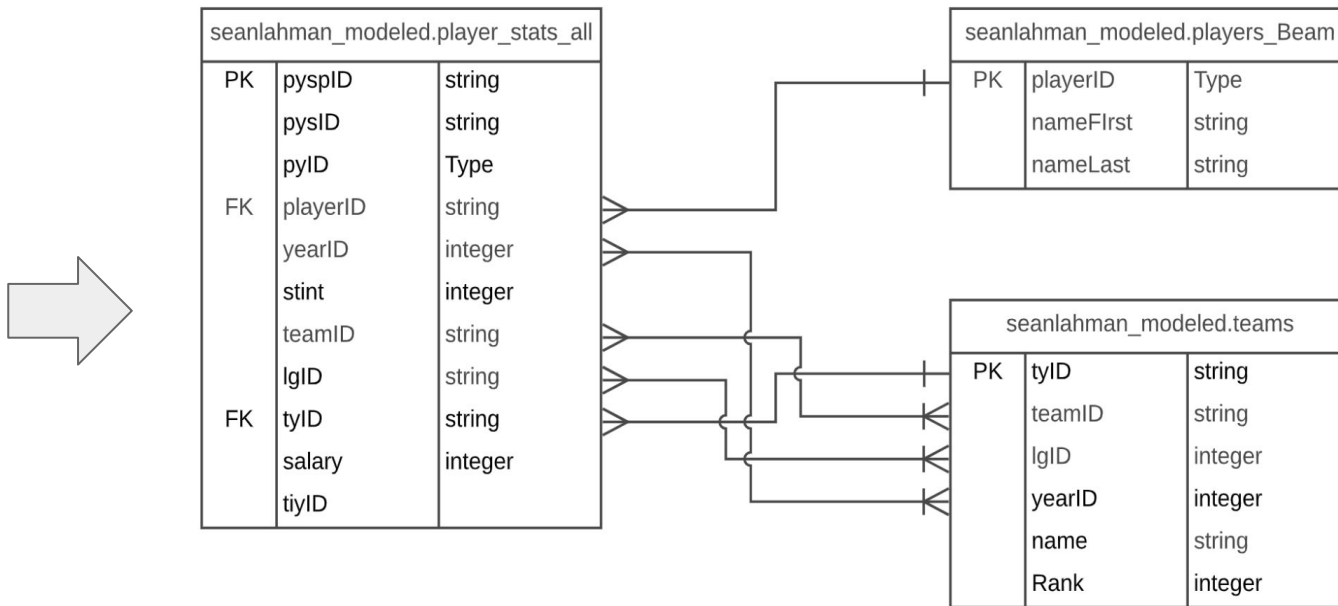 seanlahman_modeled.player_stats_all
PK pyspID string
pysID string
pyID Type
FK playerID string
yearID integer
stint integer
teamID string
lgID string
FK tyID string
salary integer
tiyID
seanlahman_modeled.players_Beam
PK playerID Type
nameFIrst string
nameLast string
seanlahman_modeled.teams
PK tyID string
teamID string
lgID integer
yearID integer
name string
Rank integer